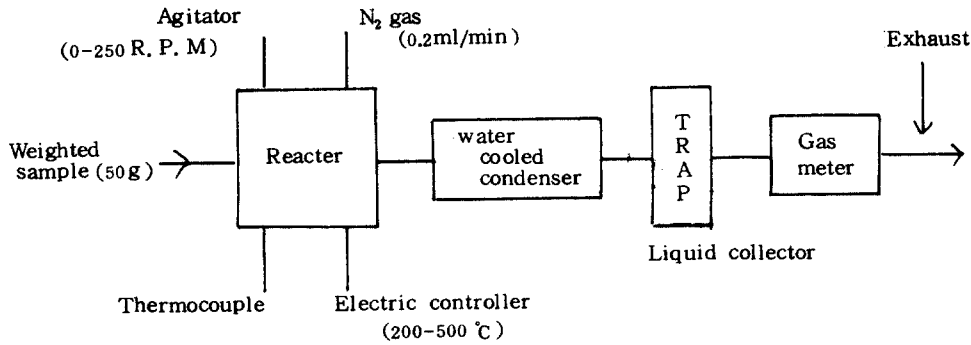 Agitator
(0-250 R. P. M)
N₂ gas
(0.2ml/min)
Exhaust
Weighted
sample (50g)
Reacter
water
cooled
condenser
T
R
A
P
Gas
meter
Liquid collector
Thermocouple
Electric controller
(200-500 ℃)